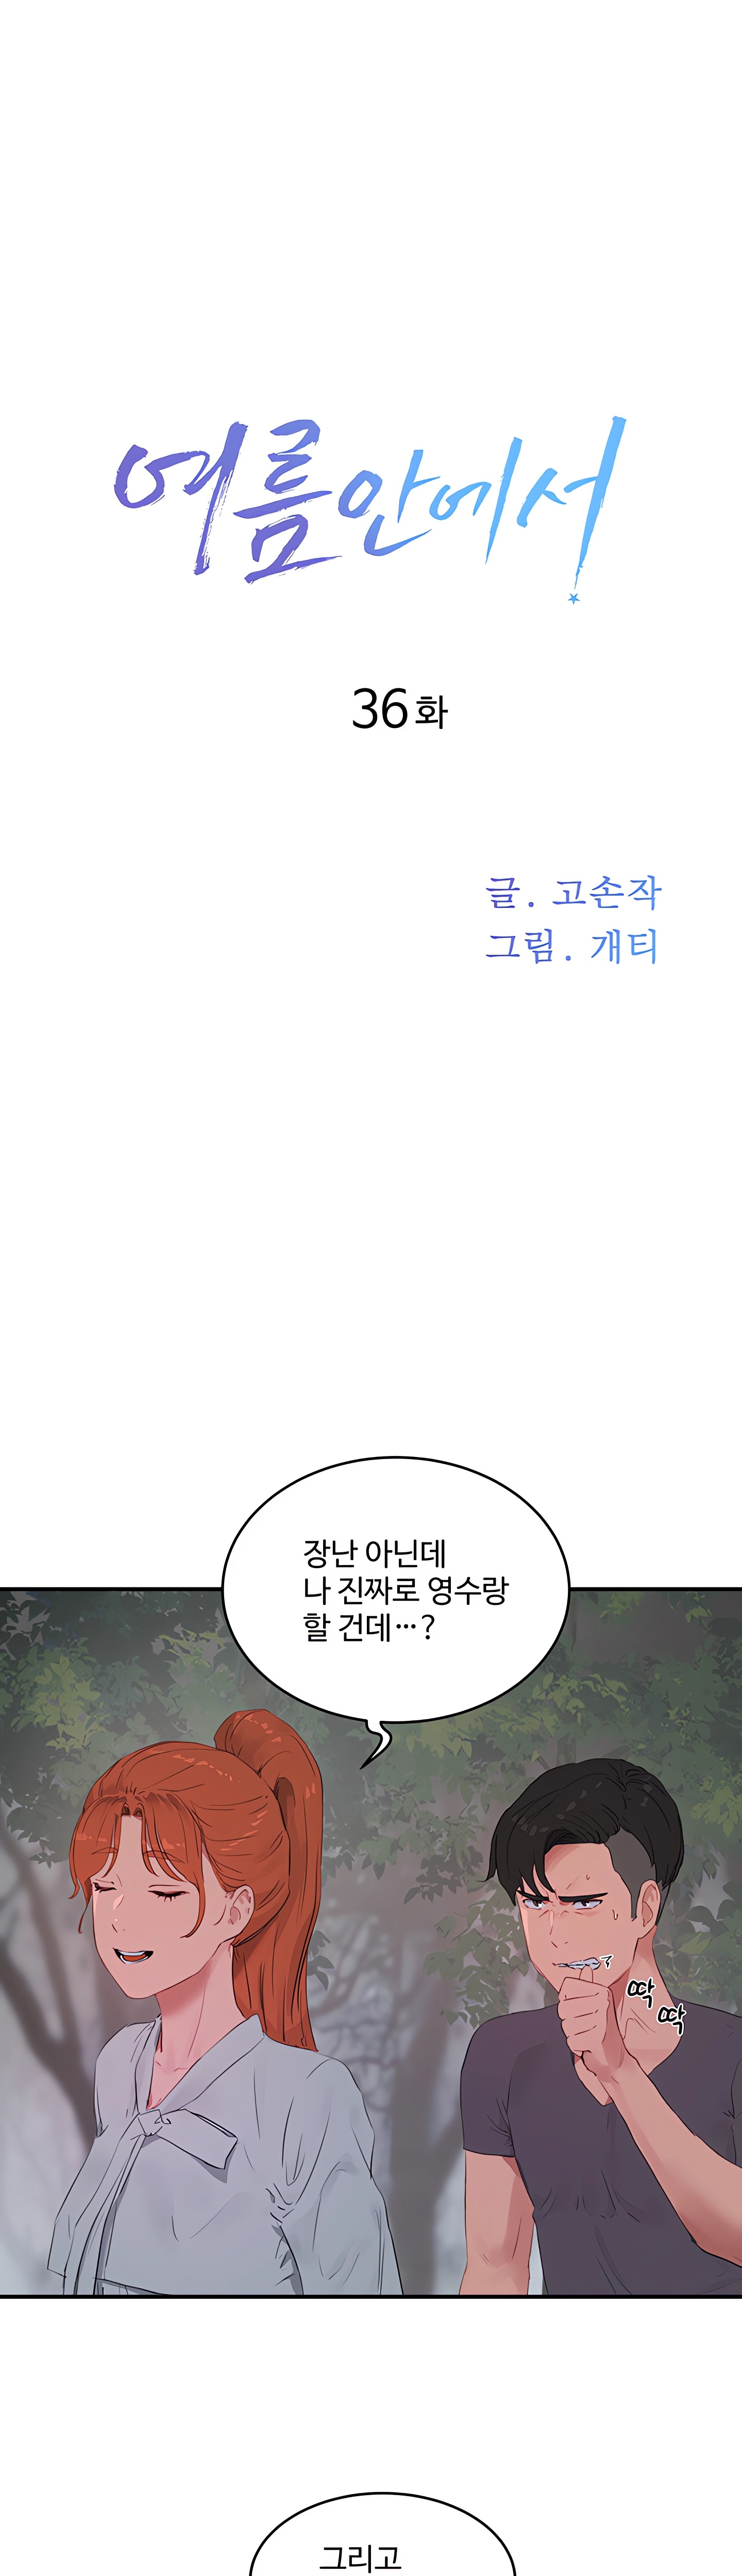 여름안에서
36화
글. 고손작
그림. 개티
장난 아닌데
나 진짜로 영수랑
할 건데…?
딱
딱
그리고